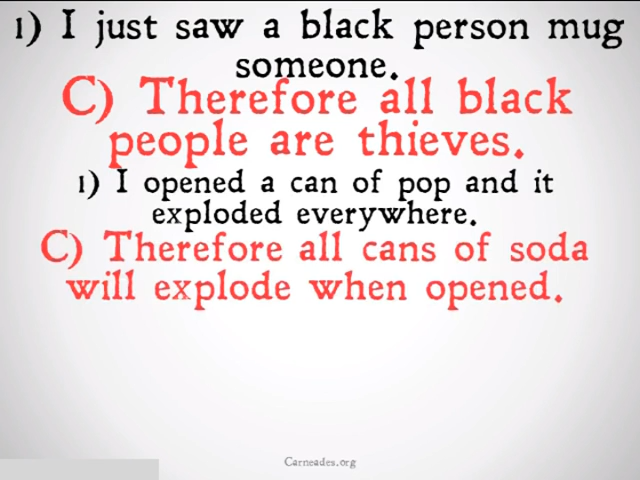 1) I just saw a black person mug
someone.
C) Therefore all black
people are thieves.
1) I opened a can of pop and it
exploded everywhere.
C) Therefore all cans of soda
will explode when opened.
Carneades.org